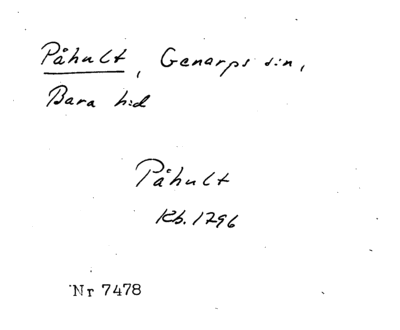 Påhult, Genarps sn,
Bara hd
Påhult
Kb. 1796
Nr 7478